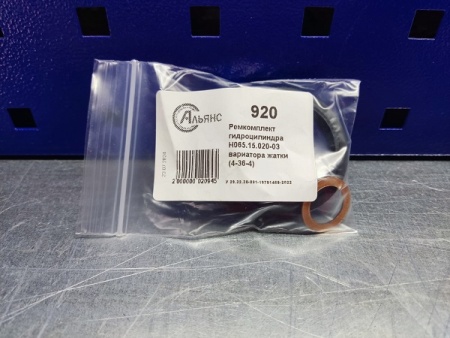 Альянс
920
Ремкомплект
гидроцилиндра
Н065.15.020-03
вариатора жатки
(4-36-4)
2 000000 020945